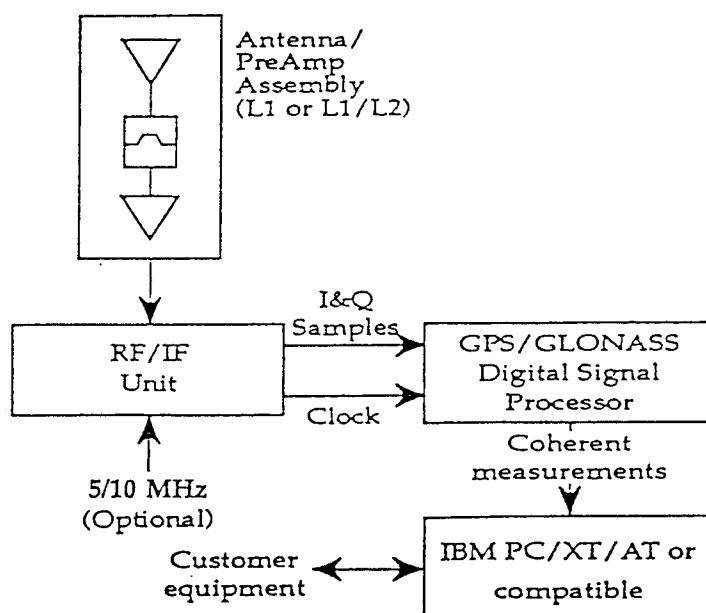 Antenna/
PreAmp
Assembly
(L1 or L1/L2)
I&Q
Samples
RF/IF
Unit
GPS/GLONASS
Digital Signal
Processor
Clock
Coherent
measurements
5/10 MHz
(Optional)
IBM PC/XT/AT or
compatible
Customer
equipment